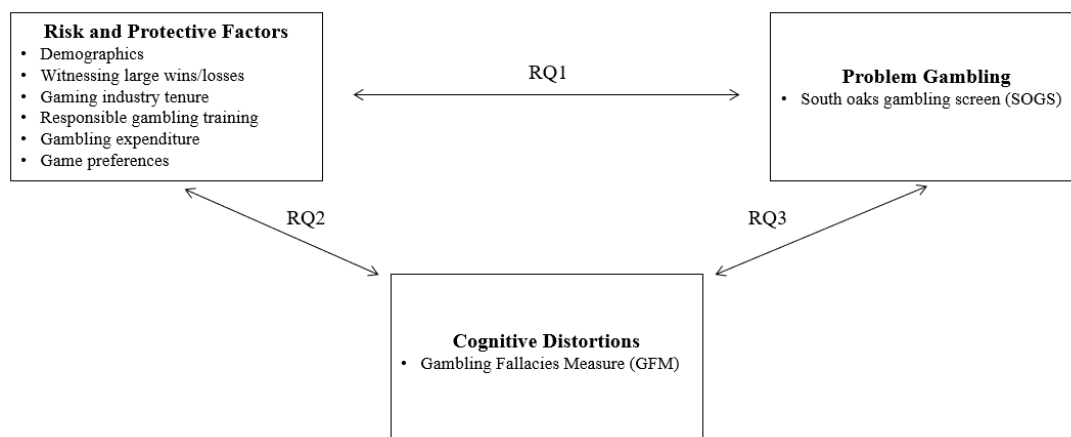 Risk and Protective Factors
• Demographics
• Witnessing large wins/losses
• Gaming industry tenure
• Responsible gambling training
• Gambling expenditure
• Game preferences
RQ1
Problem Gambling
• South oaks gambling screen (SOGS)
RQ2
RQ3
Cognitive Distortions
• Gambling Fallacies Measure (GFM)